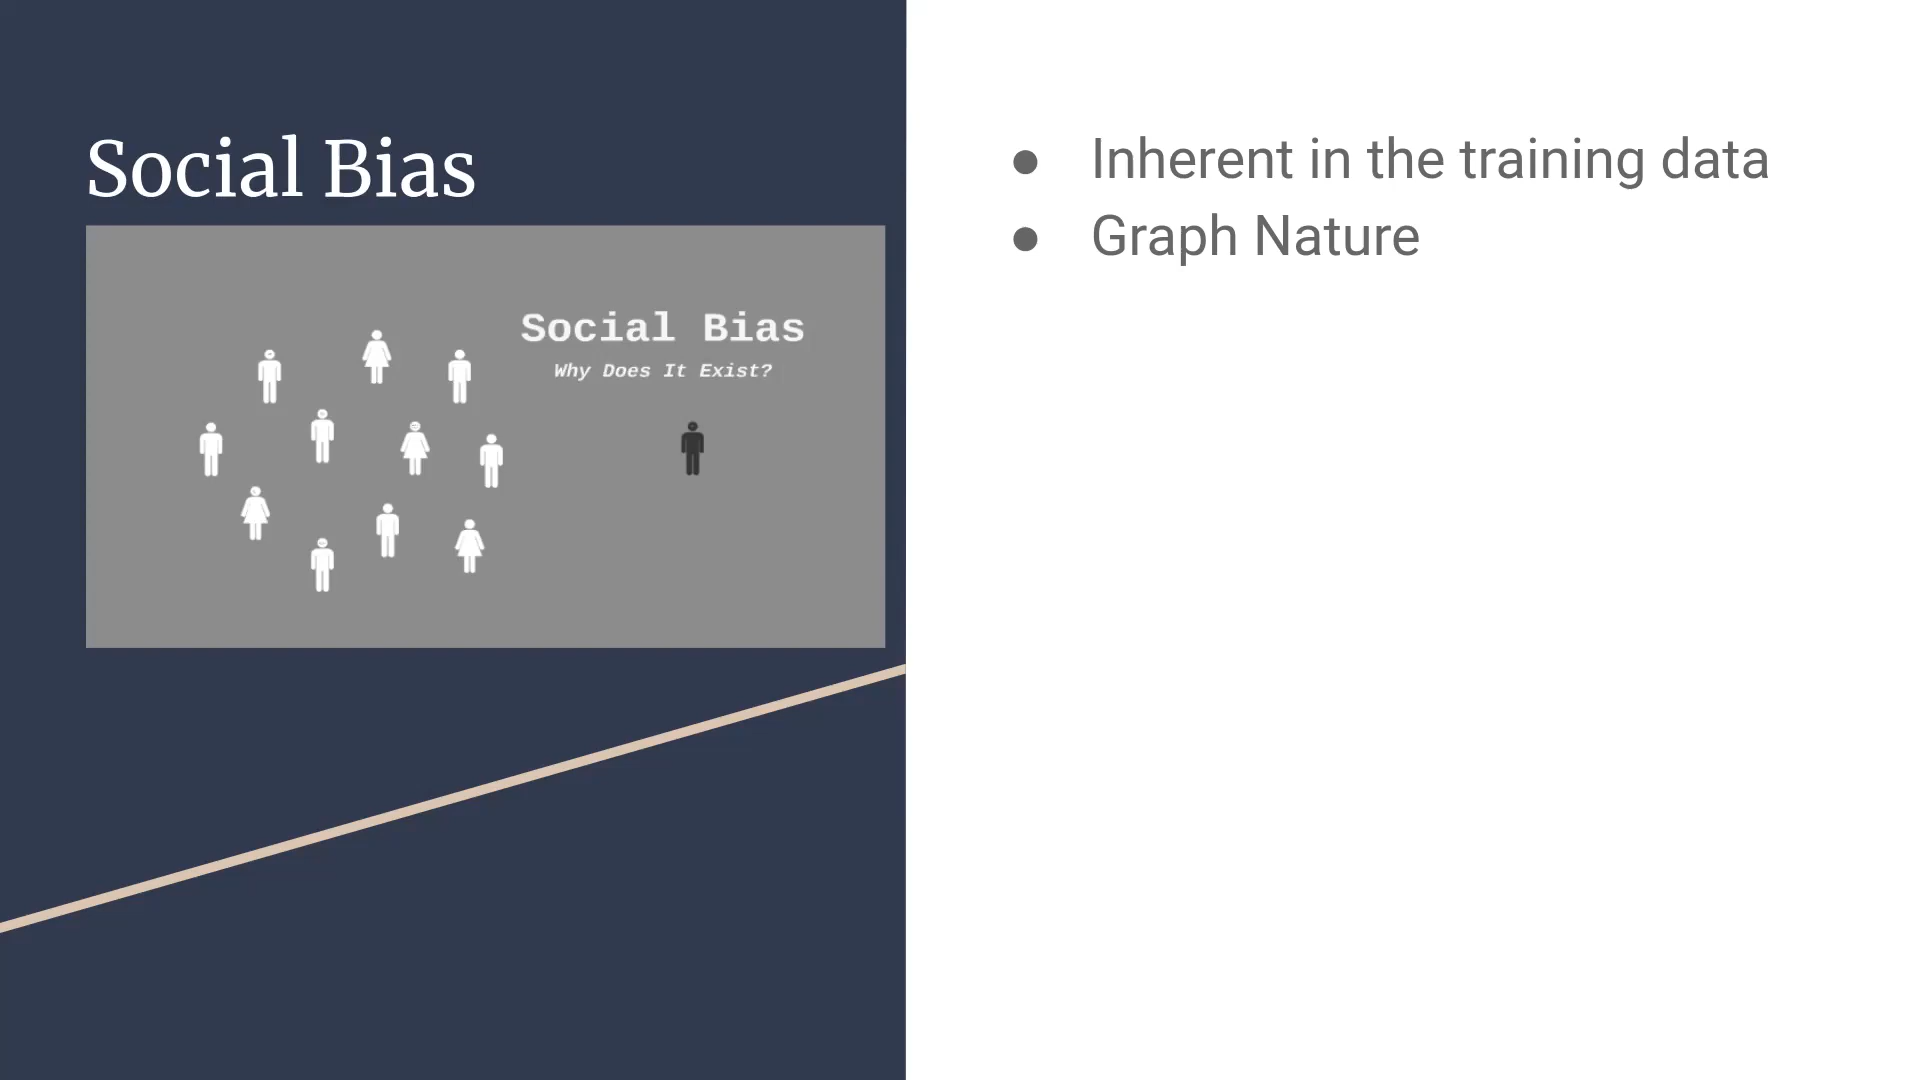 Social Bias
Social Bias
Why Does It Exist?
● Inherent in the training data
● Graph Nature